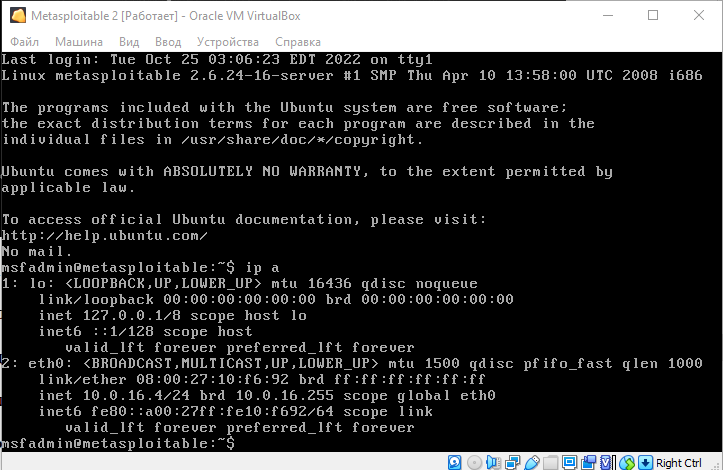 Metasploitable 2 [Работает] - Oracle VM VirtualBox
Файл Машина Вид Ввод Устройства Справка
Last login: Tue Oct 25 03:06:23 EDT 2022 on tty1
Linux metasploitable 2.6.24-16-server #1 SMP Thu Apr 10 13:58:00 UTC 2008 i686
The programs included with the Ubuntu system are free software;
the exact distribution terms for each program are described in the
individual files in /usr/share/doc/*/copyright.
Ubuntu comes with ABSOLUTELY NO WARRANTY, to the extent permitted by
applicable law.
To access official Ubuntu documentation, please visit:
http://help.ubuntu.com/
No mail.
msfadmin@metasploitable:~$ ip a
1: lo: <LOOPBACK,UP,LOWER_UP> mtu 16436 qdisc noqueue
link/loopback 00:00:00:00:00:00 brd 00:00:00:00:00:00
inet 127.0.0.1/8 scope host lo
inet6 ::1/128 scope host
valid_lft forever preferred_lft forever
2: eth0: <BROADCAST,MULTICAST,UP,LOWER_UP> mtu 1500 qdisc pfifo_fast qlen 1000
link/ether 08:00:27:10:f6:92 brd ff:ff:ff:ff:ff:ff
inet 10.0.16.4/24 brd 10.0.16.255 scope global eth0
inet6 fe80::a00:27ff:fe10:f692/64 scope link
valid_lft forever preferred_lft forever
msfadmin@metasploitable:~$
Right Ctrl